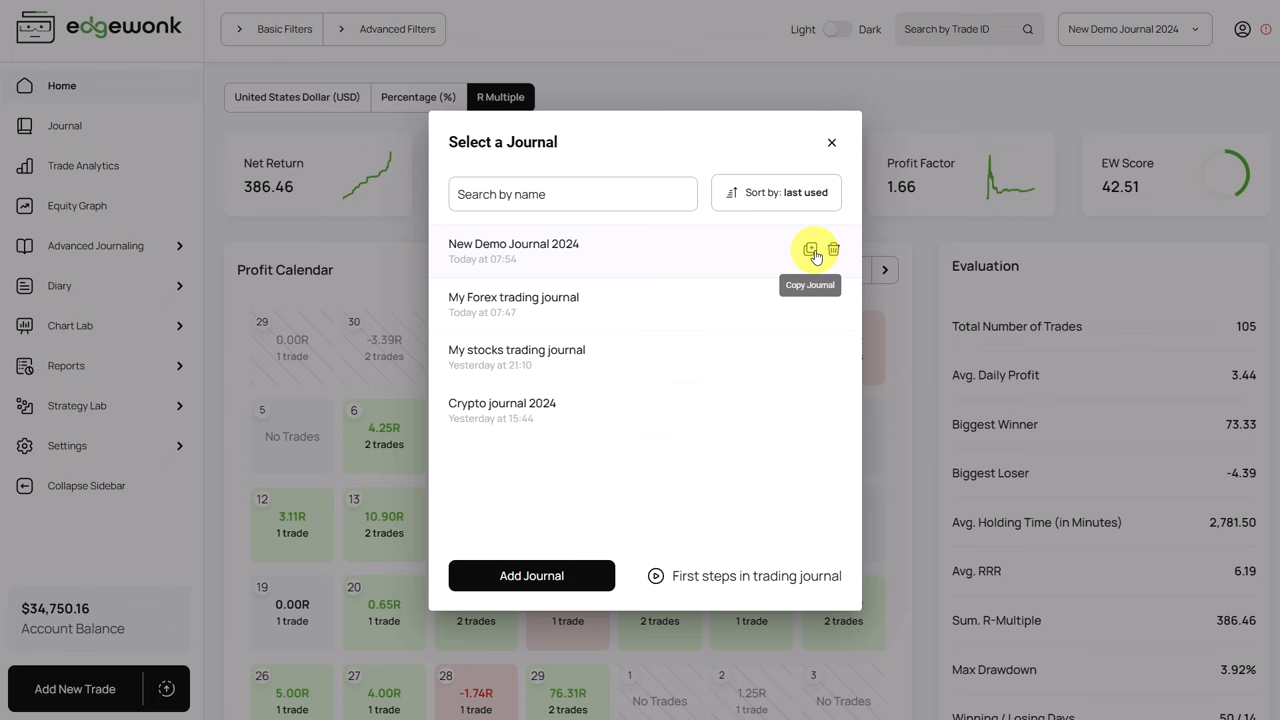 edgewonk
Basic Filters
Advanced Filters
Light
Dark
Search by Trade ID
New Demo Journal 2024
Home
Journal
Trade Analytics
Equity Graph
Advanced Journaling
Diary
Chart Lab
Reports
Strategy Lab
Settings
Collapse Sidebar
$34,750.16
Account Balance
Add New Trade
United States Dollar (USD)
Percentage (%)
R Multiple
Net Return
386.46
Profit Factor
1.66
EW Score
42.51
Profit Calendar
29
0.00R
1 trade
30
-3.39R
2 trades
5
No Trades
6
4.25R
2 trades
12
3.11R
1 trade
13
10.90R
2 trades
19
0.00R
1 trade
20
0.65R
1 trade
2 trades
1 trade
2 trades
1 trade
2 trades
26
5.00R
1 trade
27
4.00R
1 trade
28
-1.74R
1 trade
29
76.31R
2 trades
1
No Trades
2
1.25R
1 trade
3
No Trades
Select a Journal
Search by name
Sort by: last used
New Demo Journal 2024
Today at 07:54
Copy Journal
My Forex trading journal
Today at 07:47
My stocks trading journal
Yesterday at 21:10
Crypto journal 2024
Yesterday at 15:44
Add Journal
First steps in trading journal
Evaluation
Total Number of Trades 105
Avg. Daily Profit 3.44
Biggest Winner 73.33
Biggest Loser -4.39
Avg. Holding Time (in Minutes) 2,781.50
Avg. RRR 6.19
Sum. R-Multiple 386.46
Max Drawdown 3.92%
Winning / Losing Days 50 / 14